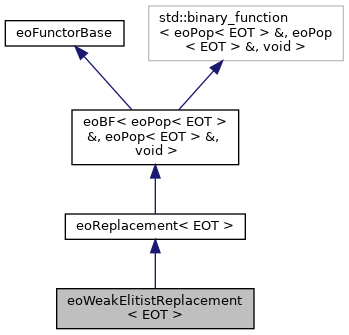 eoFunctorBase
std::binary_function
< eoPop< EOT > &, eoPop
< EOT > &, void >
eoBF< eoPop< EOT >
&, eoPop< EOT > &,
void >
eoReplacement< EOT >
eoWeakElitistReplacement
< EOT >